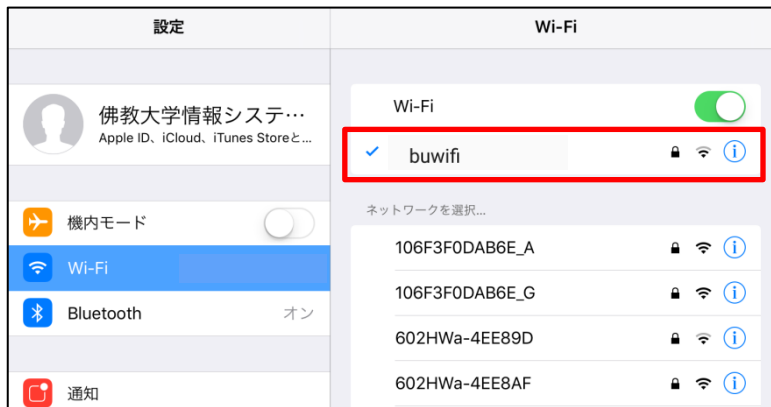 設定
佛教大学情報システ…
Apple ID、iCloud、iTunes Storeと...
機内モード
Wi-Fi
Bluetooth
オン
通知
Wi-Fi
Wi-Fi
buwifi
ネットワークを選択...
106F3F0DAB6E_A
106F3F0DAB6E_G
602HWa-4EE89D
602HWa-4EE8AF